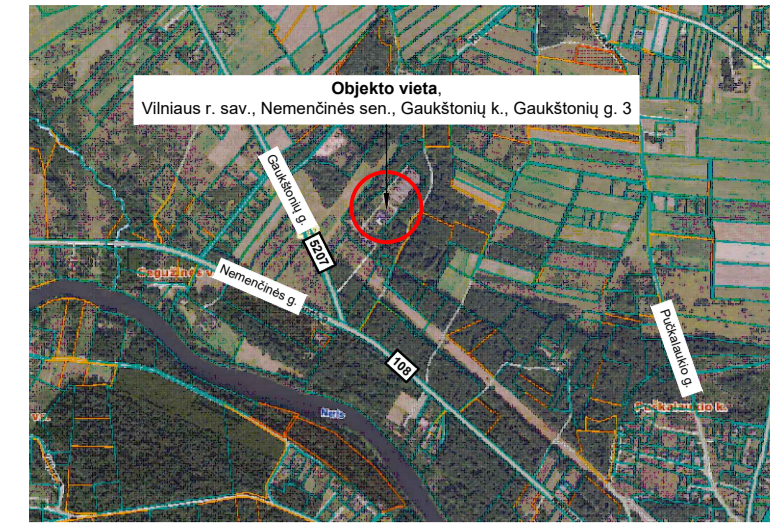 Objekto vieta,
Vilniaus r. sav., Nemenčinės sen., Gaukštonių k., Gaukštonių g. 3
Gaukštonių g.
5207
Nemenčinės g.
108
Pučkalaukio g.
Neris